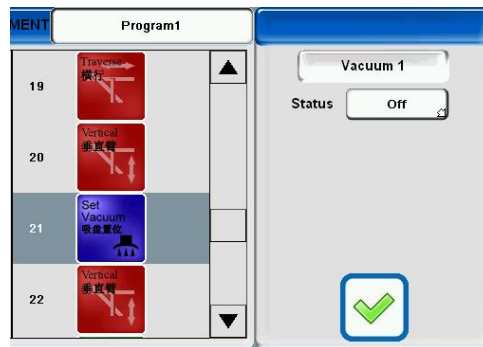 MENT
Program1
19
Traverse
横行
20
Vertical
垂直臂
21
Set
Vacuum
吸盘置位
22
Vertical
垂直臂
Vacuum 1
Status
Off